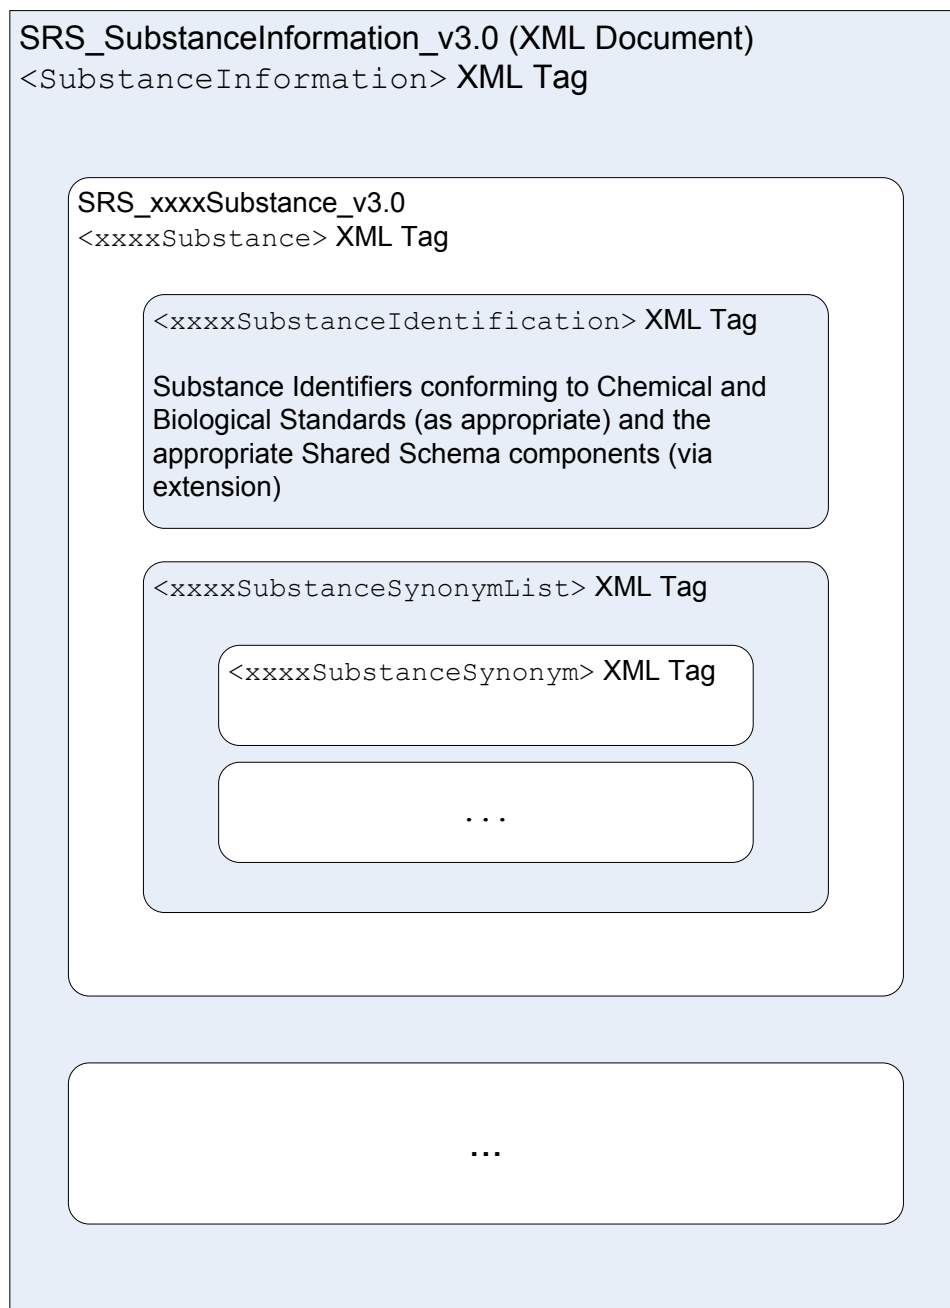 SRS_SubstanceInformation_v3.0 (XML Document)
<SubstanceInformation> XML Tag
SRS_xxxxSubstance_v3.0
<xxxxSubstance> XML Tag
<xxxxSubstanceIdentification> XML Tag
Substance Identifiers conforming to Chemical and
Biological Standards (as appropriate) and the
appropriate Shared Schema components (via
extension)
<xxxxSubstanceSynonymList> XML Tag
<xxxxSubstanceSynonym> XML Tag
...
...